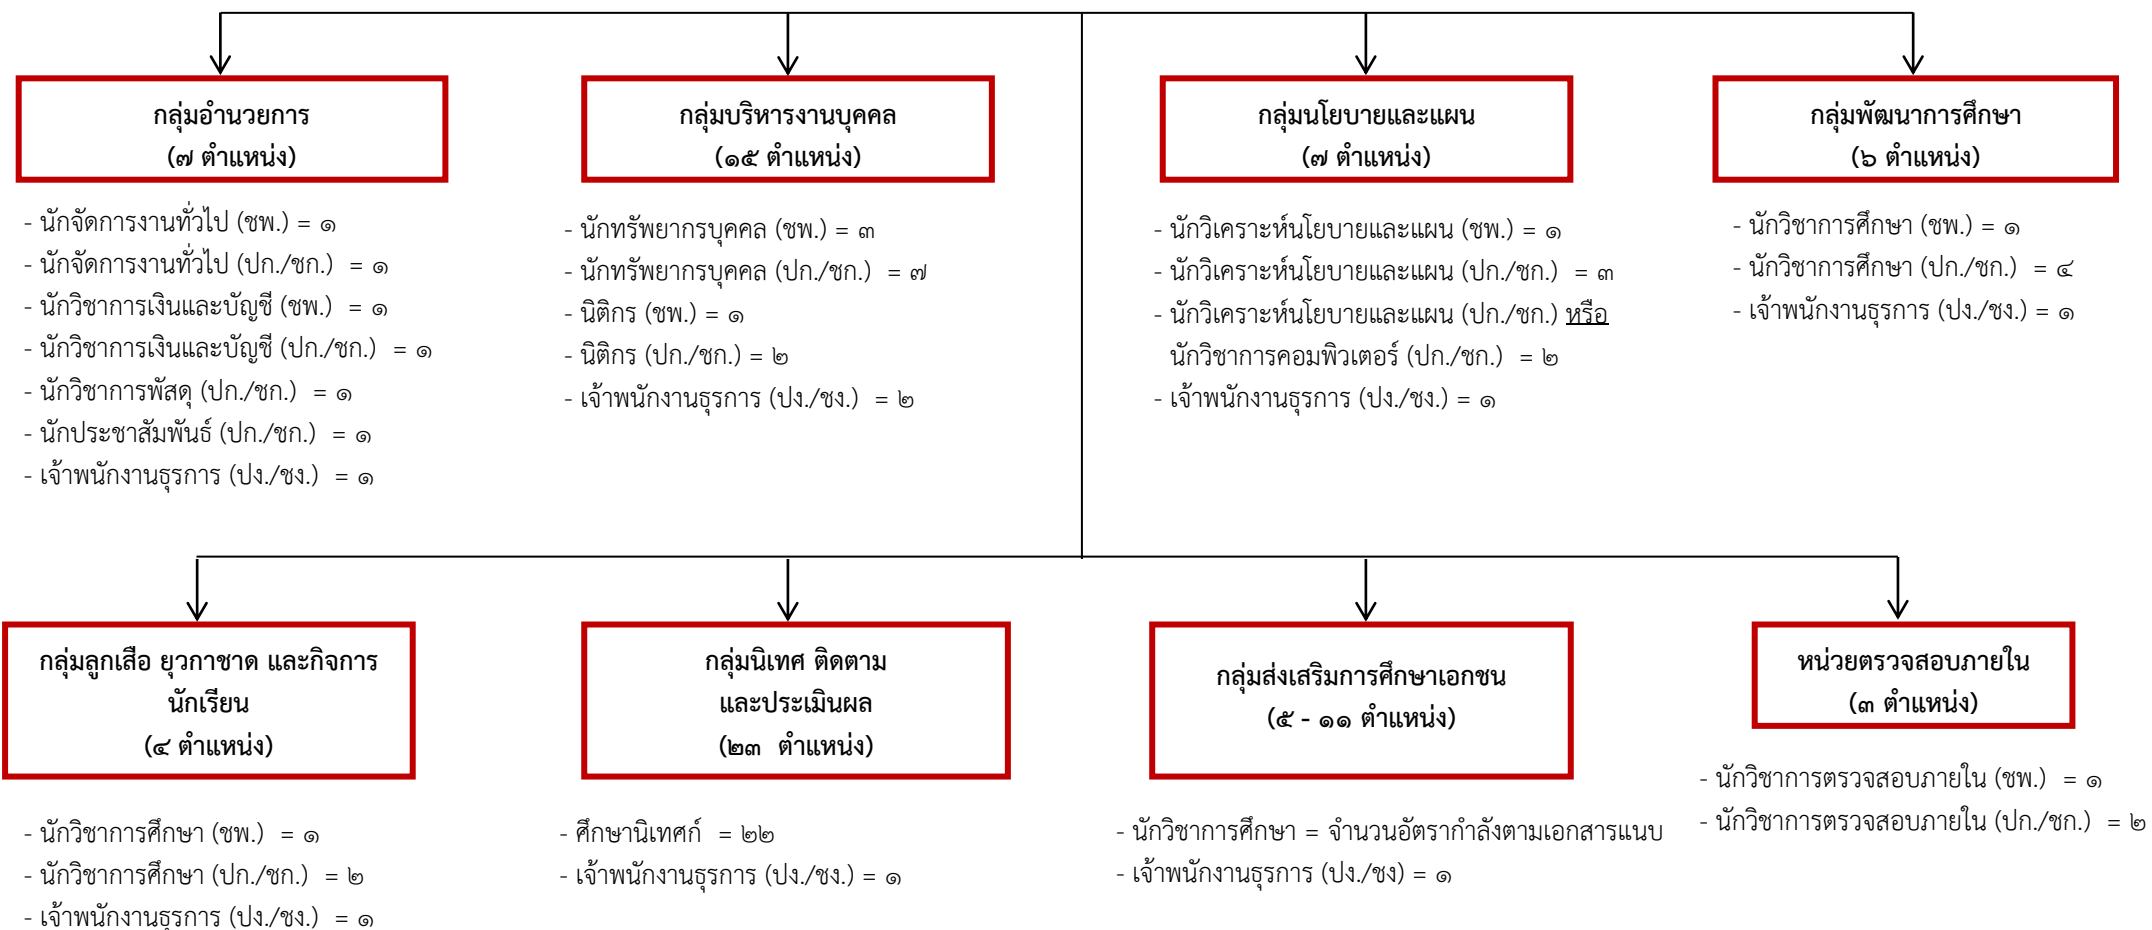 กลุ่มอำนวยการ
(๗ ตำแหน่ง)
- นักจัดการงานทั่วไป (ชพ.) = ๑
- นักจัดการงานทั่วไป (ปก./ชก.) = ๑
- นักวิชาการเงินและบัญชี (ชพ.) = ๑
- นักวิชาการเงินและบัญชี (ปก./ชก.) = ๑
- นักวิชาการพัสดุ (ปก./ชก.) = ๑
- นักประชาสัมพันธ์ (ปก./ชก.) = ๑
- เจ้าพนักงานธุรการ (ปง./ชง.) = ๑
กลุ่มบริหารงานบุคคล
(๑๕ ตำแหน่ง)
- นักทรัพยากรบุคคล (ชพ.) = ๓
- นักทรัพยากรบุคคล (ปก./ชก.) = ๗
- นิติกร (ชพ.) = ๑
- นิติกร (ปก./ชก.) = ๒
- เจ้าพนักงานธุรการ (ปง./ชง.) = ๒
กลุ่มนโยบายและแผน
(๗ ตำแหน่ง)
- นักวิเคราะห์นโยบายและแผน (ชพ.) = ๑
- นักวิเคราะห์นโยบายและแผน (ปก./ชก.) = ๓
- นักวิเคราะห์นโยบายและแผน (ปก./ชก.) หรือ
นักวิชาการคอมพิวเตอร์ (ปก./ชก.) = ๒
- เจ้าพนักงานธุรการ (ปง./ชง.) = ๑
กลุ่มพัฒนาการศึกษา
(๖ ตำแหน่ง)
- นักวิชาการศึกษา (ชพ.) = ๑
- นักวิชาการศึกษา (ปก./ชก.) = ๔
- เจ้าพนักงานธุรการ (ปง./ชง.) = ๑
กลุ่มลูกเสือ ยุวกาชาด และกิจการ
นักเรียน
(๔ ตำแหน่ง)
- นักวิชาการศึกษา (ชพ.) = ๑
- นักวิชาการศึกษา (ปก./ชก.) = ๒
- เจ้าพนักงานธุรการ (ปง./ชง.) = ๑
กลุ่มนิเทศ ติดตาม
และประเมินผล
(๒๓ ตำแหน่ง)
- ศึกษานิเทศก์ = ๒๒
- เจ้าพนักงานธุรการ (ปง./ชง.) = ๑
กลุ่มส่งเสริมการศึกษาเอกชน
(๕ - ๑๑ ตำแหน่ง)
- นักวิชาการศึกษา = จำนวนอัตรากำลังตามเอกสารแนบ
- เจ้าพนักงานธุรการ (ปง./ชง) = ๑
หน่วยตรวจสอบภายใน
(๓ ตำแหน่ง)
- นักวิชาการตรวจสอบภายใน (ชพ.) = ๑
- นักวิชาการตรวจสอบภายใน (ปก./ชก.) = ๒